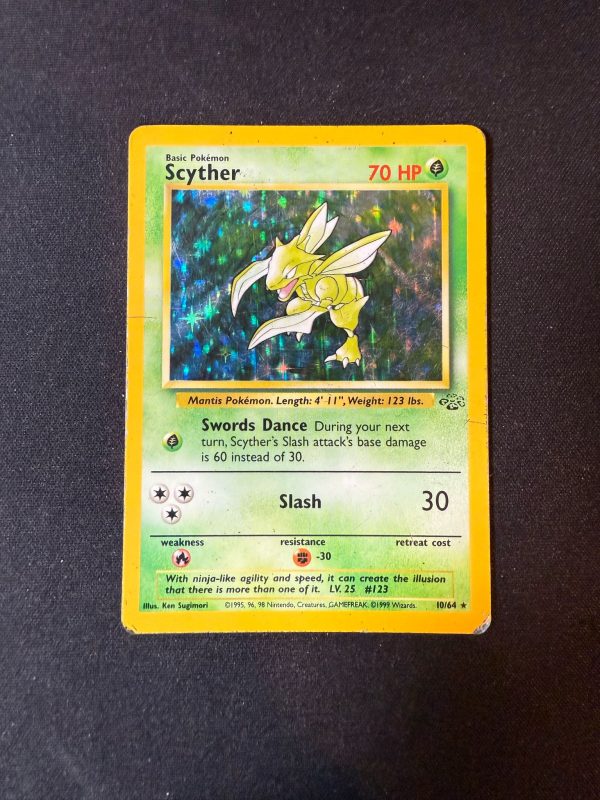 Basic Pokémon
Scyther 70 HP
Mantis Pokémon. Length: 4' 11", Weight: 123 lbs.
Swords Dance During your next
turn, Scyther's Slash attack's base damage
is 60 instead of 30.
Slash 30
weakness resistance retreat cost
-30
With ninja-like agility and speed, it can create the illusion
that there is more than one of it. LV. 25 #123
Illus. Ken Sugimori ©1995, 96, 98 Nintendo, Creatures, GAMEFREAK. ©1999 Wizards. 10/64 ★